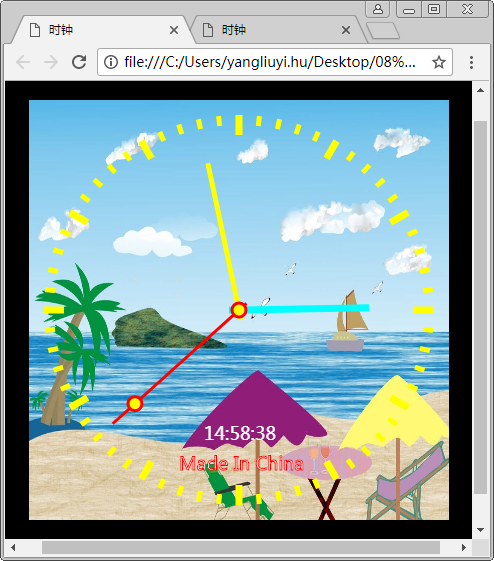 时钟
时钟
file:///C:/Users/yangliuyi.hu/Desktop/08%...
14:58:38
Made In China